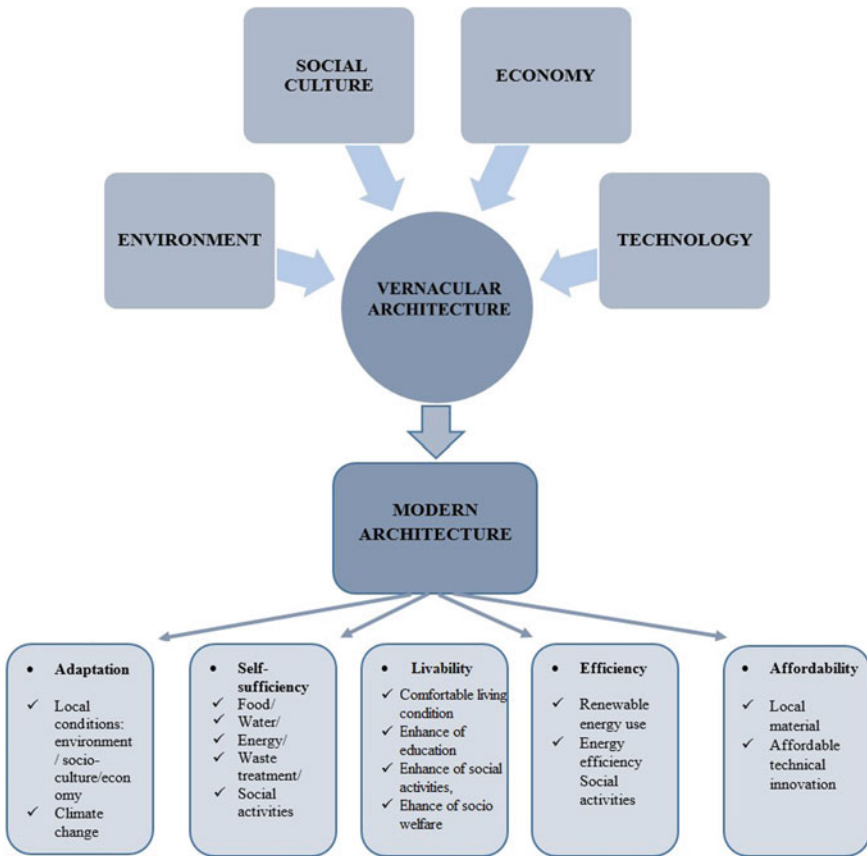 SOCIAL
CULTURE
ECONOMY
ENVIRONMENT
TECHNOLOGY
VERNACULAR
ARCHITECTURE
MODERN
ARCHITECTURE
• Adaptation
✓ Local
conditions:
environment
/ socio-
culture/econo
my
✓ Climate
change
• Self-
sufficiency
✓ Food/
✓ Water/
✓ Energy/
✓ Waste
treatment/
✓ Social
activities
• Livability
✓ Comfortable living
condition
✓ Enhance of
education
✓ Enhance of social
activities,
✓ Ehance of socio
welfare
• Efficiency
✓ Renewable
energy use
✓ Energy
efficiency
Social
activities
• Affordability
✓ Local
material
✓ Affordable
technical
innovation